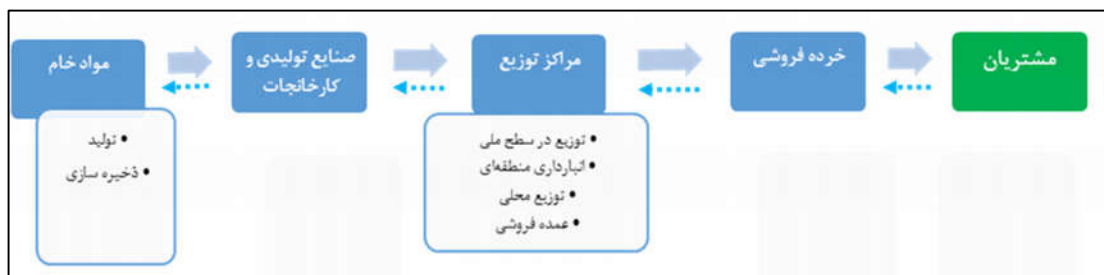 مواد خام
صنایع تولیدی و
کارخانجات
مراکز توزیع
خرده فروشی
مشتریان
• تولید
• ذخیره سازی
• توزیع در سطح ملی
• انبارداری منطقه‌ای
• توزیع محلی
• عمده فروشی